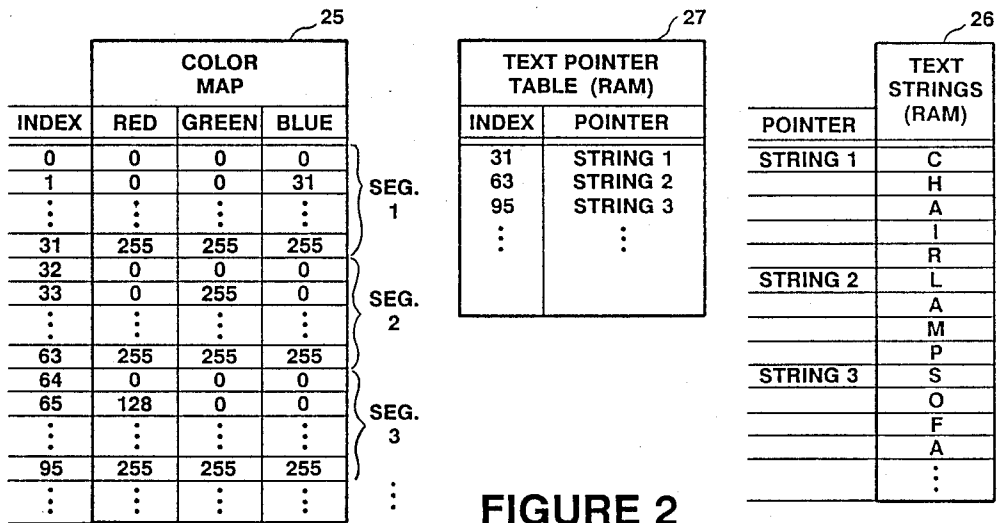 25
COLOR
MAP
INDEX RED GREEN BLUE
0 0 0 0
1 0 0 31
⋮ ⋮ ⋮ ⋮
31 255 255 255
SEG.
1
32 0 0 0
33 0 255 0
⋮ ⋮ ⋮ ⋮
63 255 255 255
SEG.
2
64 0 0 0
65 128 0 0
⋮ ⋮ ⋮ ⋮
95 255 255 255
SEG.
3
⋮ ⋮ ⋮ ⋮ ⋮
27
TEXT POINTER
TABLE (RAM)
INDEX POINTER
31 STRING 1
63 STRING 2
95 STRING 3
⋮ ⋮
26
TEXT
STRINGS
(RAM)
POINTER
STRING 1 C
H
A
I
R
STRING 2 L
A
M
P
STRING 3 S
O
F
A
⋮
FIGURE 2